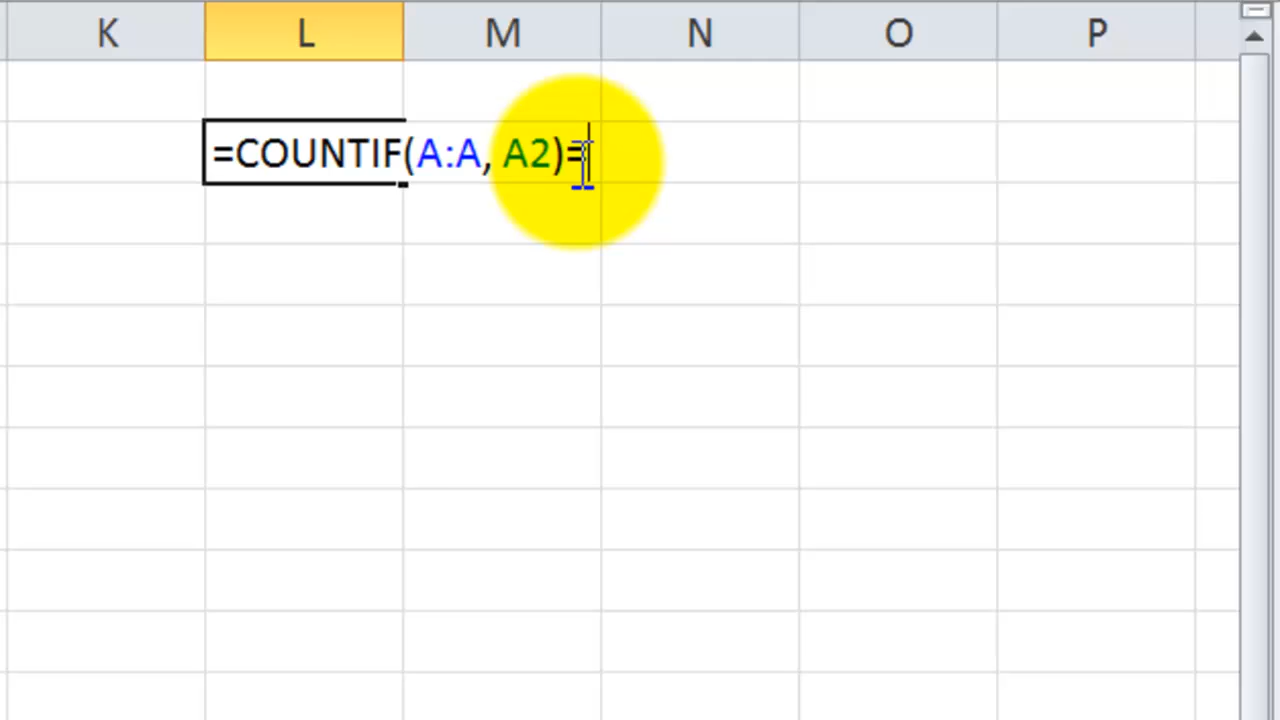 K L M N O P
=COUNTIF(A:A, A2)=